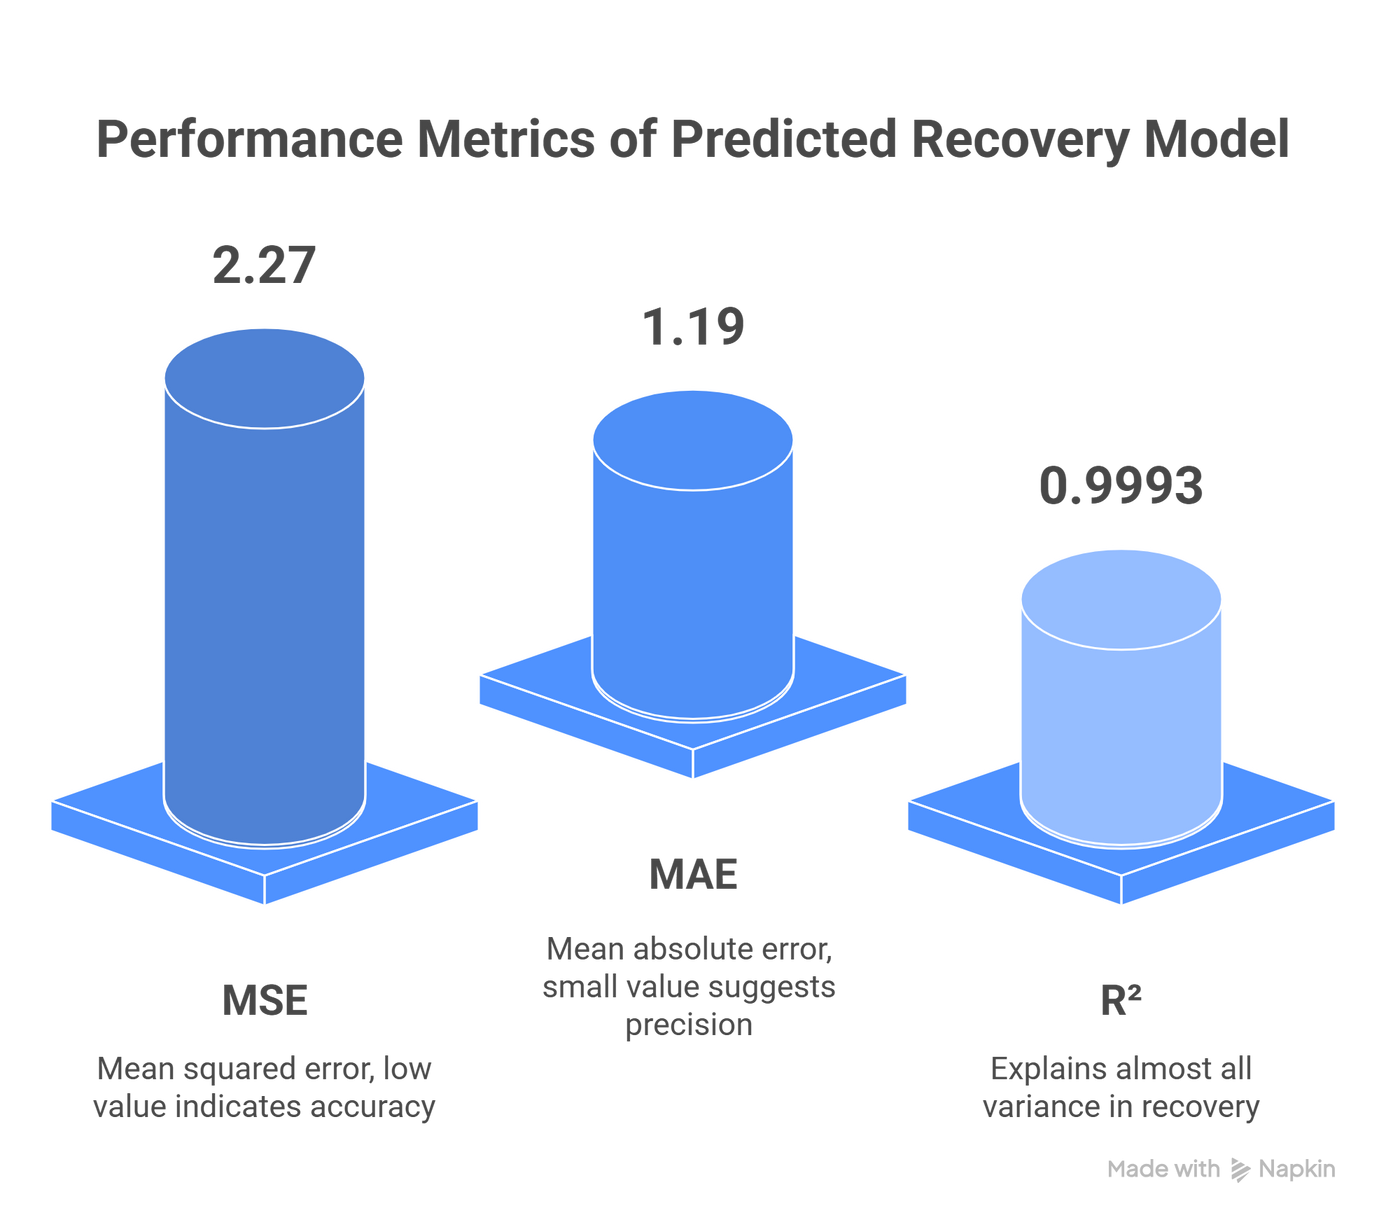 Performance Metrics of Predicted Recovery Model
2.27
1.19
0.9993
MAE
Mean absolute error,
small value suggests
precision
MSE
Mean squared error, low
value indicates accuracy
R²
Explains almost all
variance in recovery
Made with Napkin